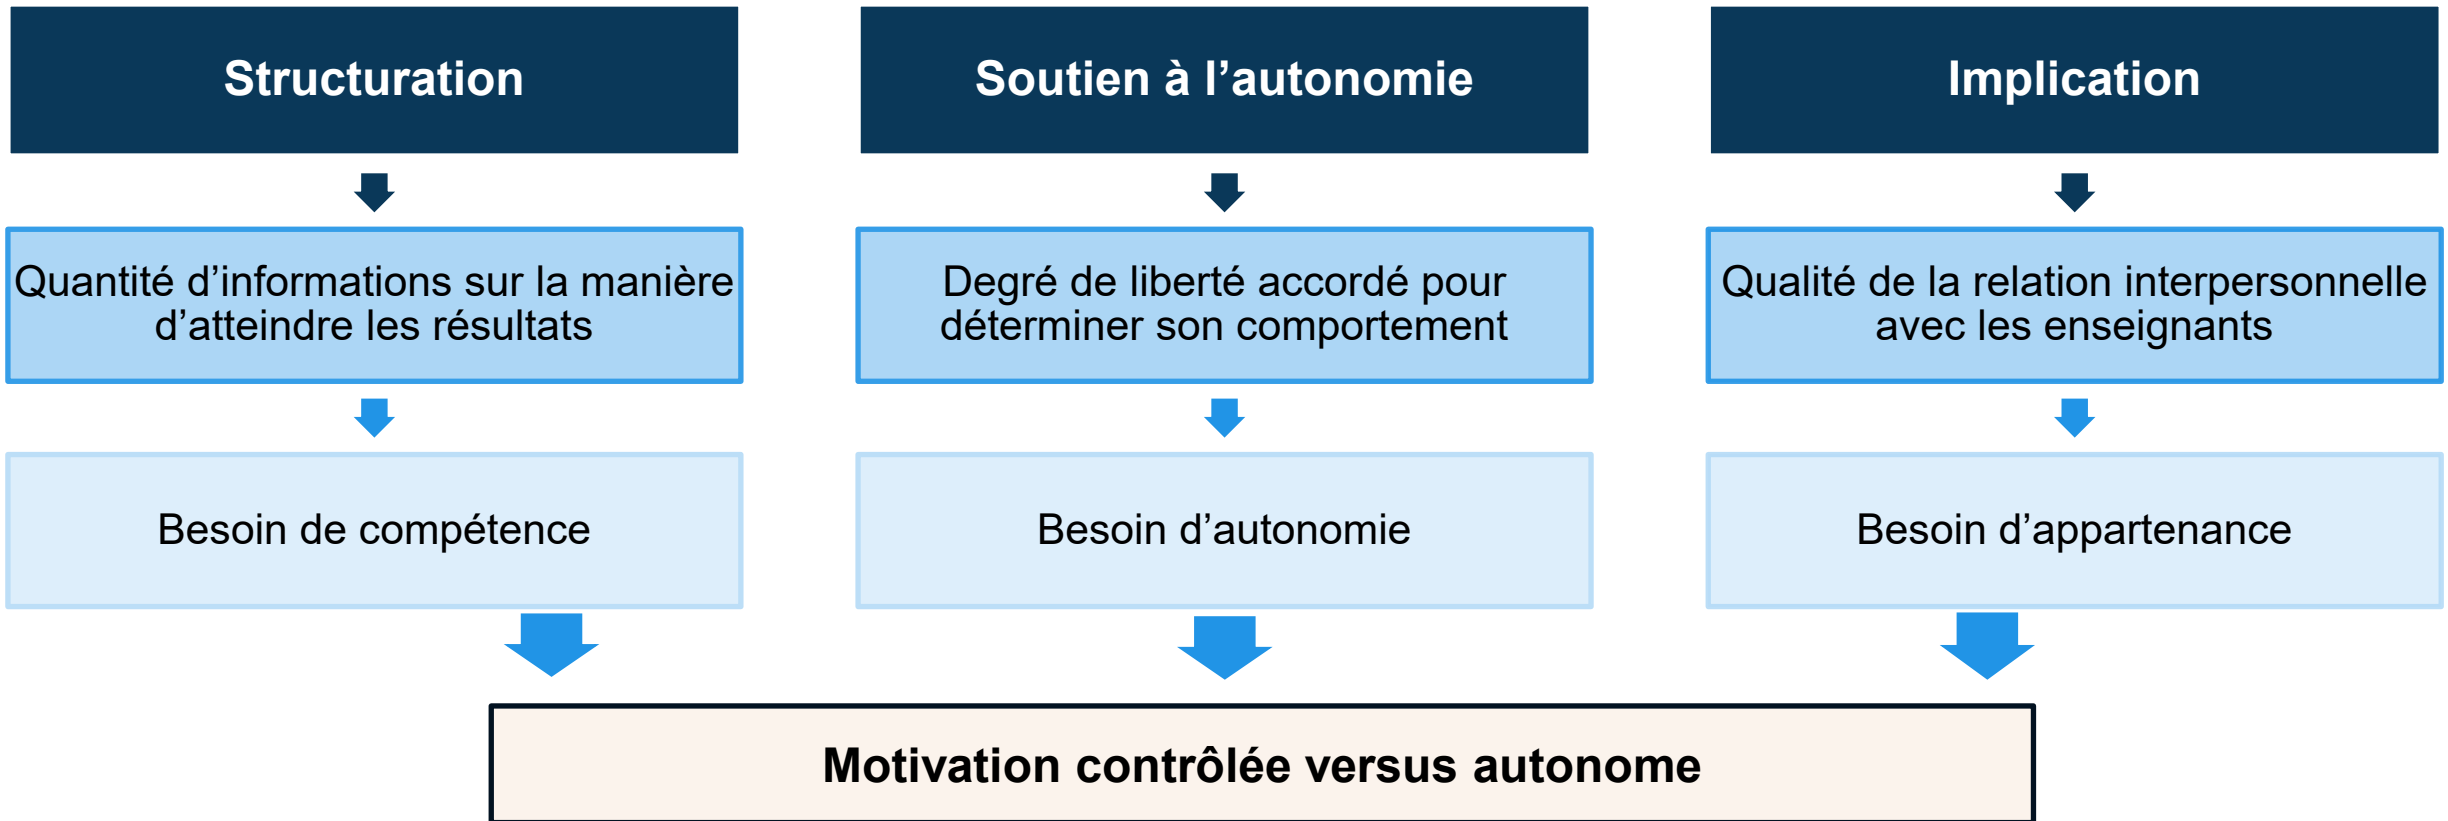 Structuration
Soutien à l’autonomie
Implication
Quantité d’informations sur la manière
d’atteindre les résultats
Degré de liberté accordé pour
déterminer son comportement
Qualité de la relation interpersonnelle
avec les enseignants
Besoin de compétence
Besoin d’autonomie
Besoin d’appartenance
Motivation contrôlée versus autonome